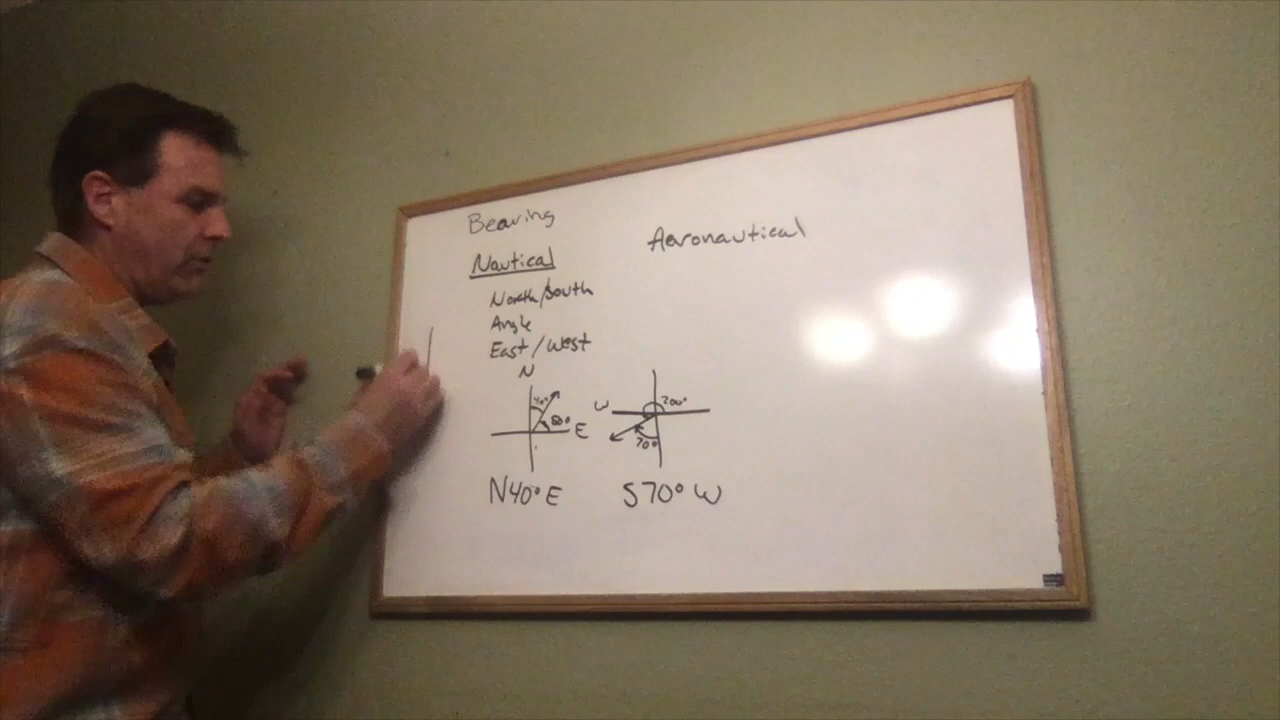 Bearing
Aeronautical
Nautical
North/South
Angle
East/West
N
40°
E
W
200°
70°
N40°E
S70°W